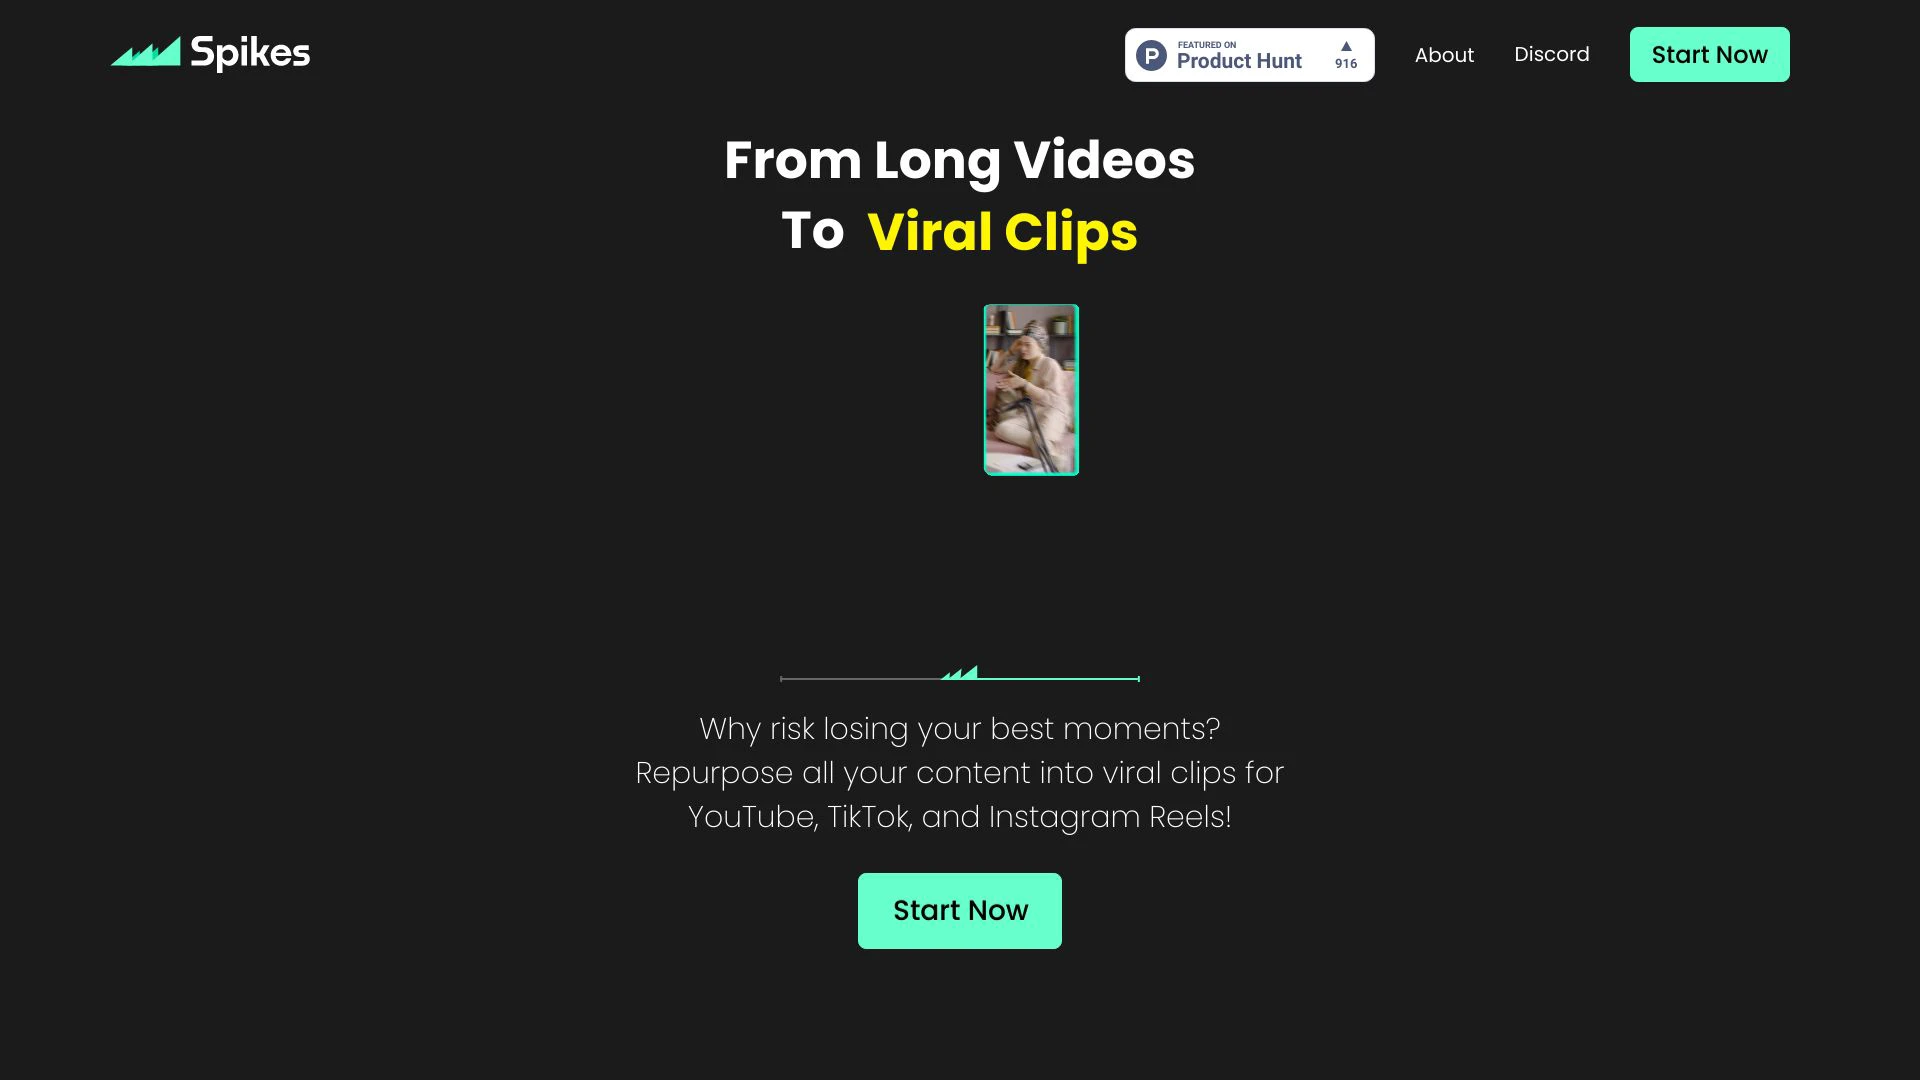 Spikes
FEATURED ON
Product Hunt
▲
916
About
Discord
Start Now
From Long Videos
To Viral Clips
Why risk losing your best moments?
Repurpose all your content into viral clips for
YouTube, TikTok, and Instagram Reels!
Start Now